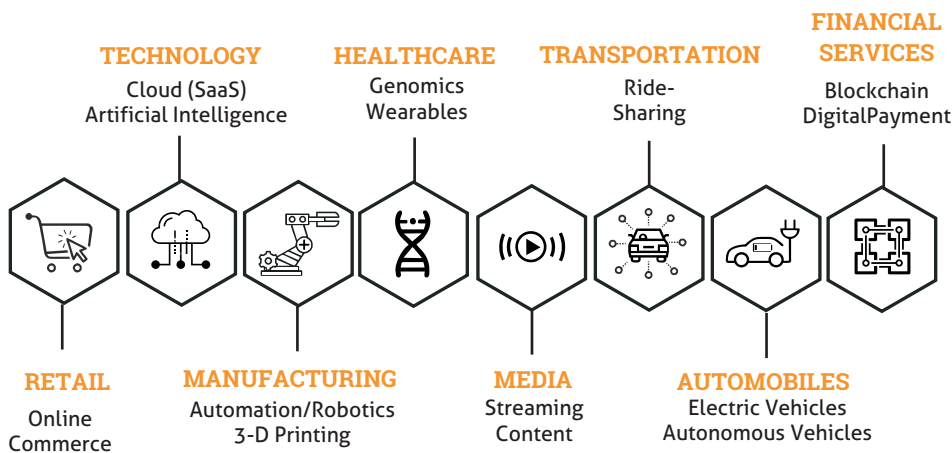 TECHNOLOGY
Cloud (SaaS)
Artificial Intelligence
HEALTHCARE
Genomics
Wearables
TRANSPORTATION
Ride-
Sharing
FINANCIAL
SERVICES
Blockchain
DigitalPayment
RETAIL
Online
Commerce
MANUFACTURING
Automation/Robotics
3-D Printing
MEDIA
Streaming
Content
AUTOMOBILES
Electric Vehicles
Autonomous Vehicles